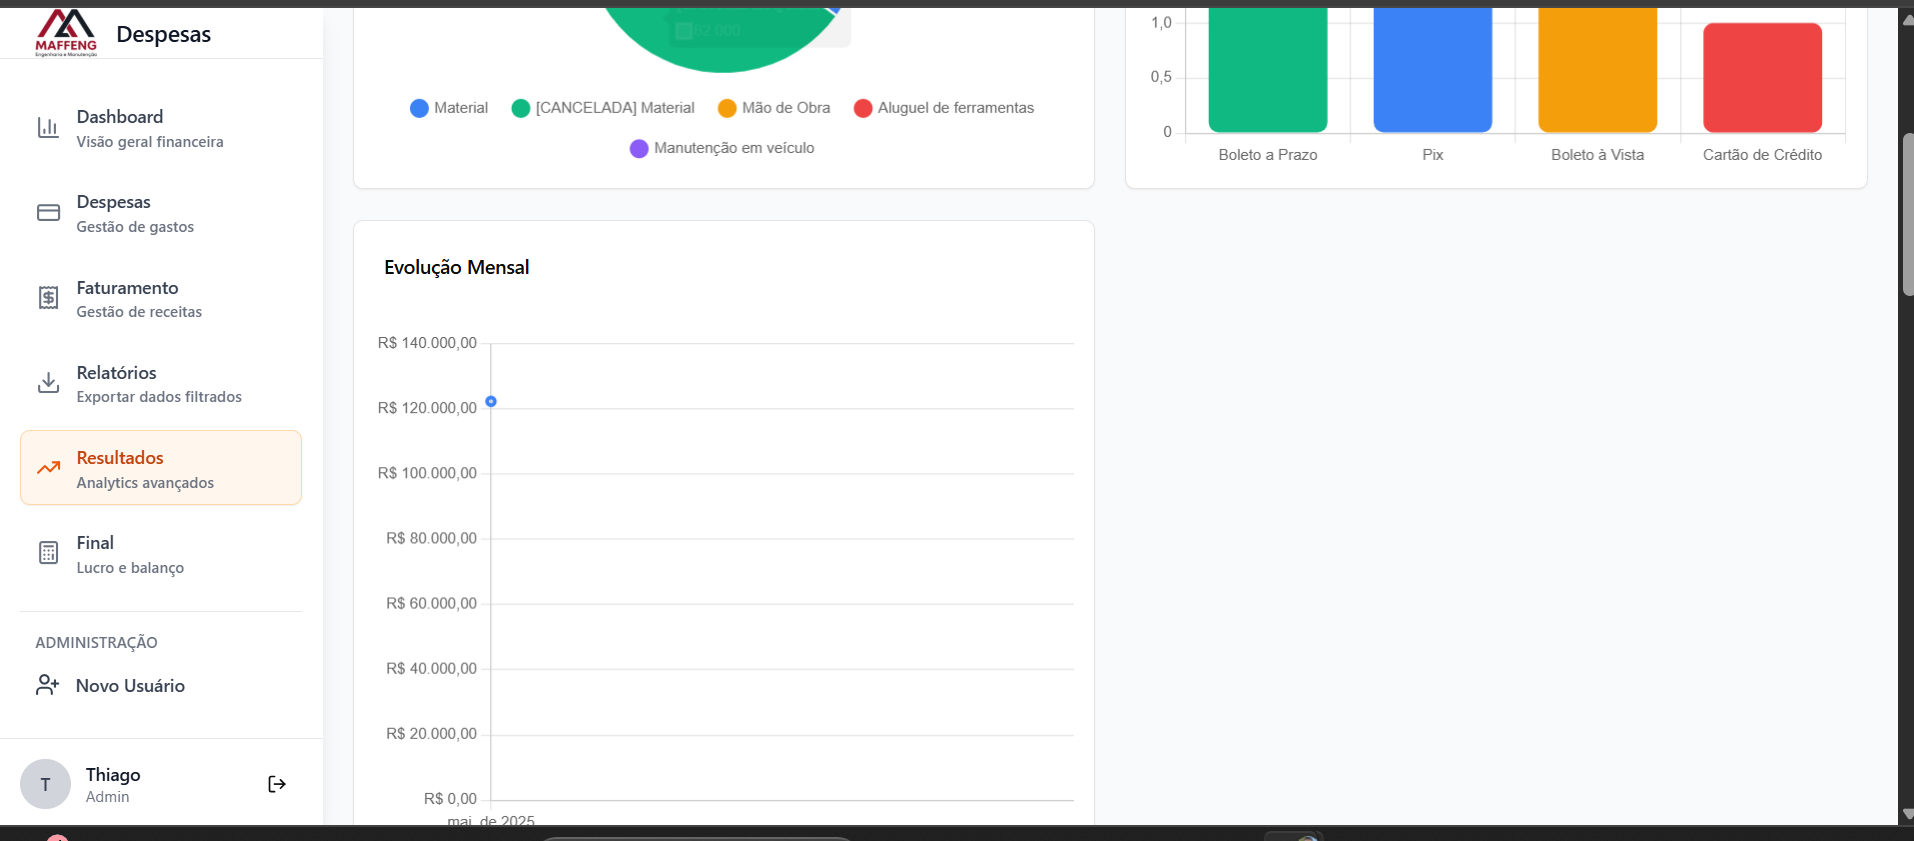 MAFFENG
Engenharia e Manutenção
Despesas
Dashboard
Visão geral financeira
Despesas
Gestão de gastos
Faturamento
Gestão de receitas
Relatórios
Exportar dados filtrados
Resultados
Analytics avançados
Final
Lucro e balanço
ADMINISTRAÇÃO
Novo Usuário
T
Thiago
Admin
62.000
Material
[CANCELADA] Material
Mão de Obra
Aluguel de ferramentas
Manutenção em veículo
1,0
0,5
0
Boleto a Prazo
Pix
Boleto à Vista
Cartão de Crédito
Evolução Mensal
R$ 140.000,00
R$ 120.000,00
R$ 100.000,00
R$ 80.000,00
R$ 60.000,00
R$ 40.000,00
R$ 20.000,00
R$ 0,00
mai. de 2025